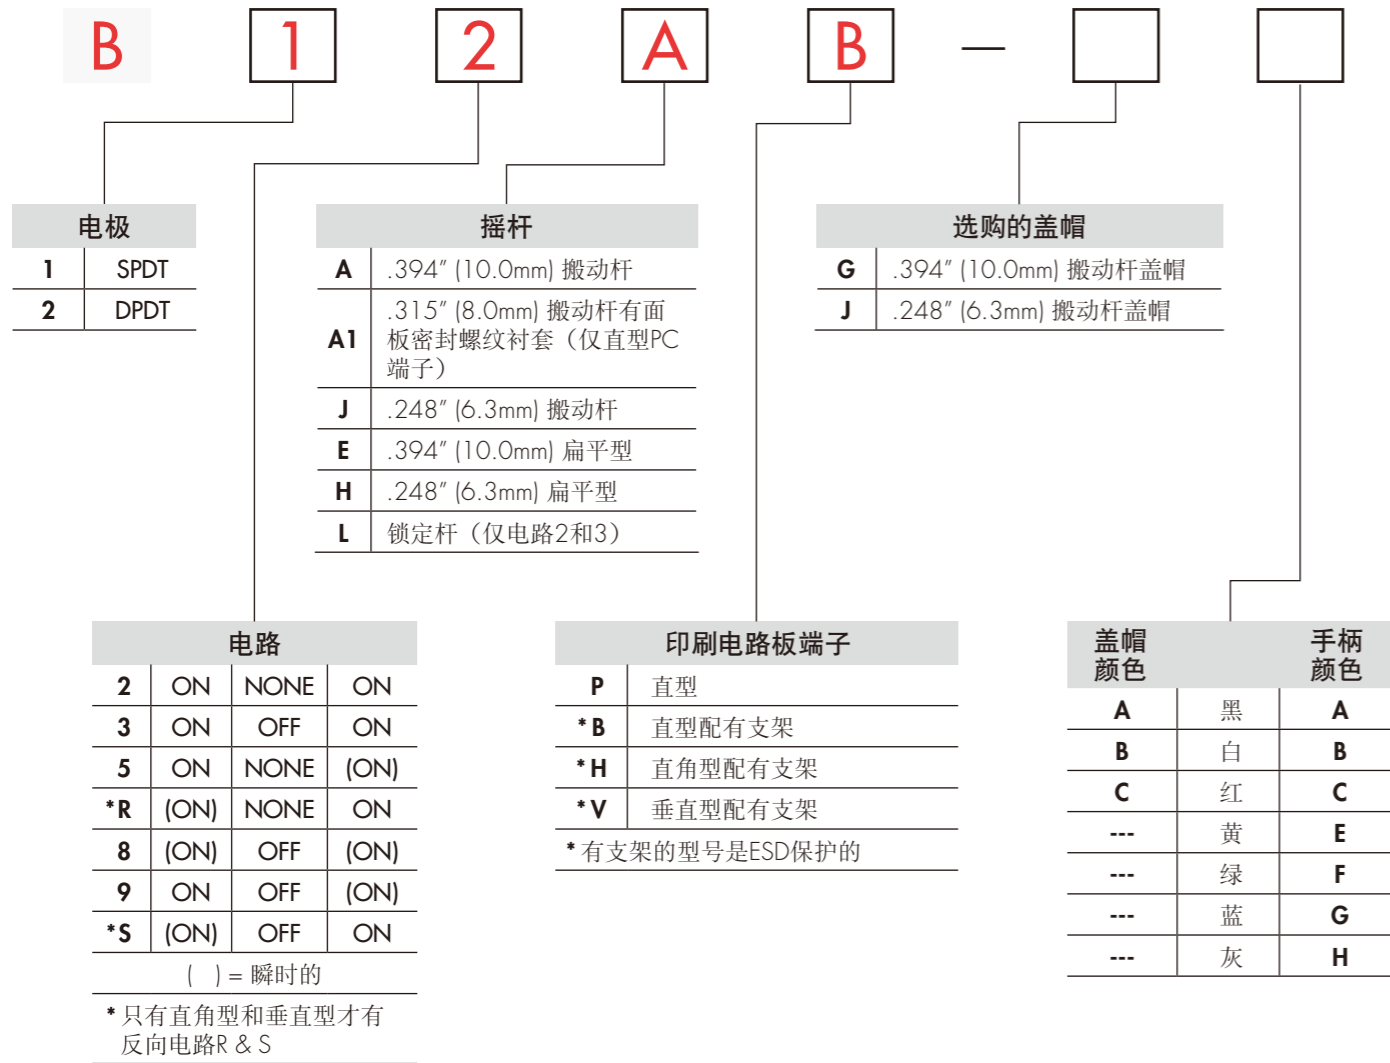 B 1 2 A B —
电极
1 SPDT
2 DPDT
摇杆
A .394” (10.0mm) 搬动杆
A1 .315” (8.0mm) 搬动杆有面
板密封螺纹衬套（仅直型PC
端子）
J .248” (6.3mm) 搬动杆
E .394” (10.0mm) 扁平型
H .248” (6.3mm) 扁平型
L 锁定杆（仅电路2和3）
选购的盖帽
G .394” (10.0mm) 搬动杆盖帽
J .248” (6.3mm) 搬动杆盖帽
电路
2 ON NONE ON
3 ON OFF ON
5 ON NONE (ON)
*R (ON) NONE ON
8 (ON) OFF (ON)
9 ON OFF (ON)
*S (ON) OFF ON
( ) = 瞬时的
* 只有直角型和垂直型才有
反向电路R & S
印刷电路板端子
P 直型
*B 直型配有支架
*H 直角型配有支架
*V 垂直型配有支架
* 有支架的型号是ESD保护的
盖帽 手柄
颜色 颜色
A 黑 A
B 白 B
C 红 C
--- 黄 E
--- 绿 F
--- 蓝 G
--- 灰 H